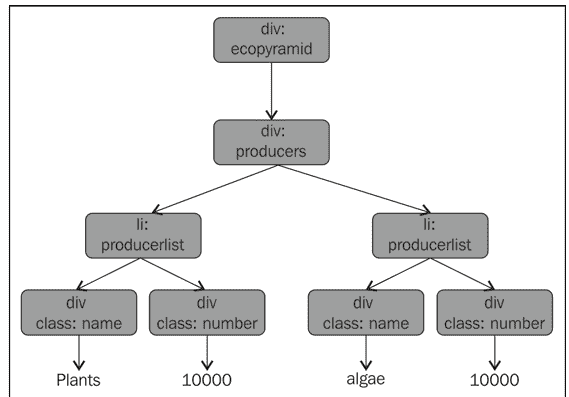 div:
ecopyramid
div:
producers
li:
producerlist
li:
producerlist
div
class: name
div
class: number
div
class: name
div
class: number
Plants
10000
algae
10000